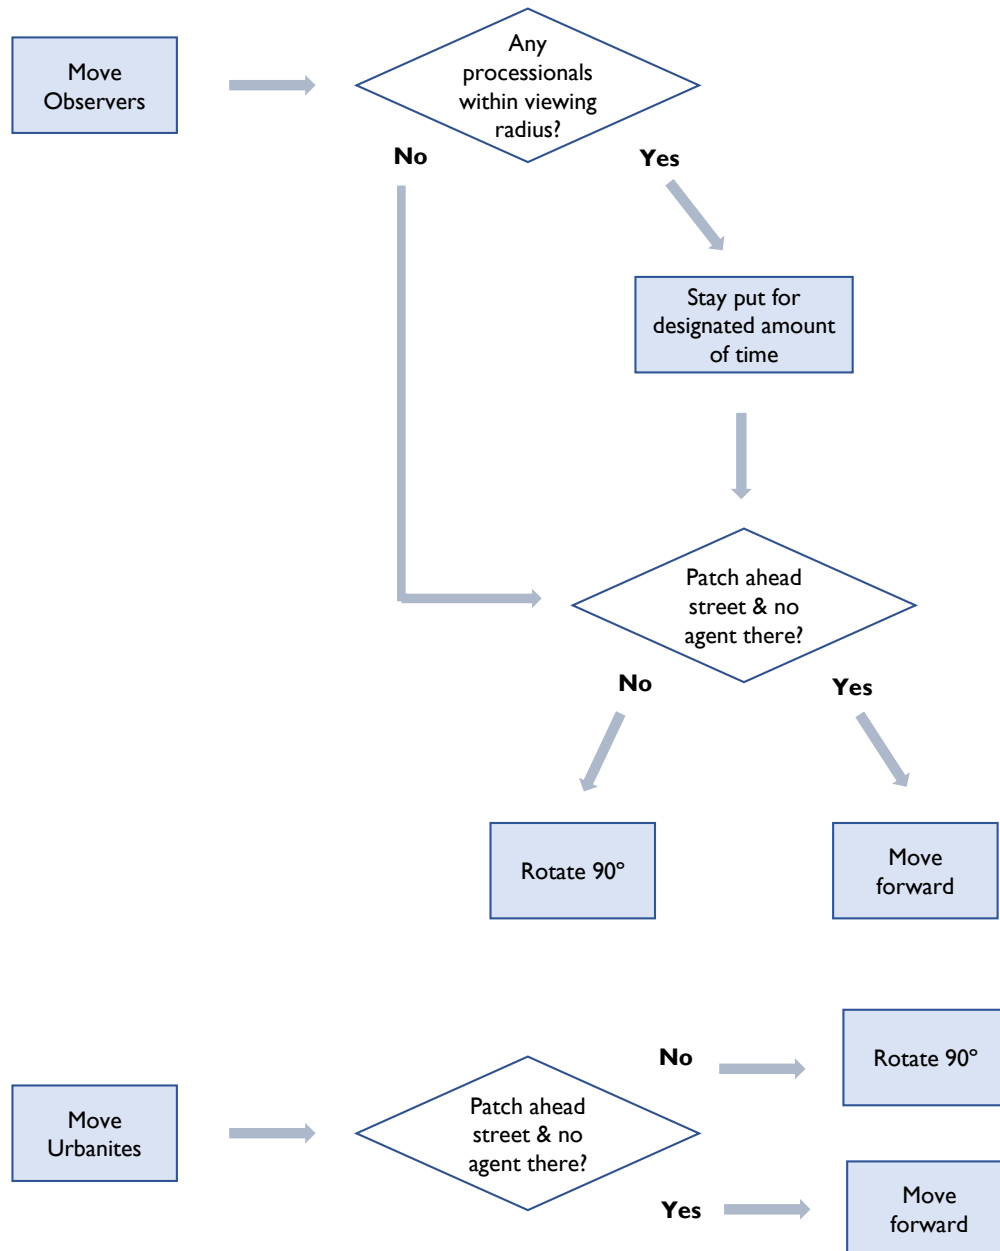 Move
Observers
Any
processionals
within viewing
radius?
No
Yes
Stay put for
designated amount
of time
Patch ahead
street & no
agent there?
No
Yes
Rotate 90º
Move
forward
Move
Urbanites
Patch ahead
street & no
agent there?
No
Rotate 90º
Yes
Move
forward